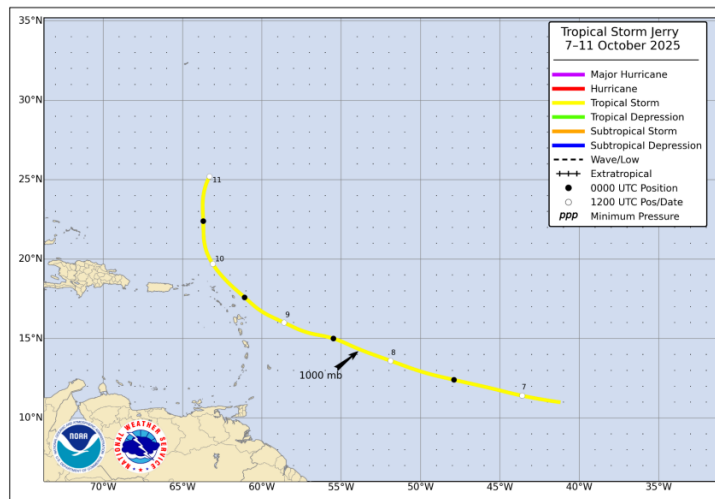 Tropical Storm Jerry
7–11 October 2025
Major Hurricane
Hurricane
Tropical Storm
Tropical Depression
Subtropical Storm
Subtropical Depression
Wave/Low
Extratropical
0000 UTC Position
1200 UTC Pos/Date
ppp Minimum Pressure
35°N
30°N
25°N
20°N
15°N
10°N
11
10
9
8
7
1000 mb
NOAA
NATIONAL WEATHER SERVICE
70°W 65°W 60°W 55°W 50°W 45°W 40°W 35°W